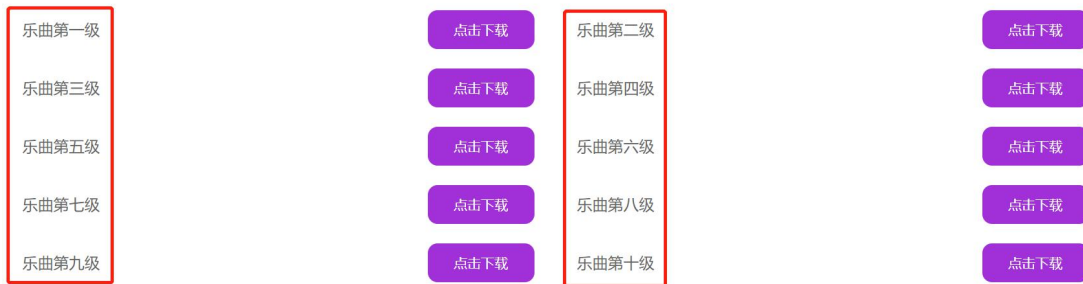 乐曲第一级 点击下载 乐曲第二级 点击下载
乐曲第三级 点击下载 乐曲第四级 点击下载
乐曲第五级 点击下载 乐曲第六级 点击下载
乐曲第七级 点击下载 乐曲第八级 点击下载
乐曲第九级 点击下载 乐曲第十级 点击下载